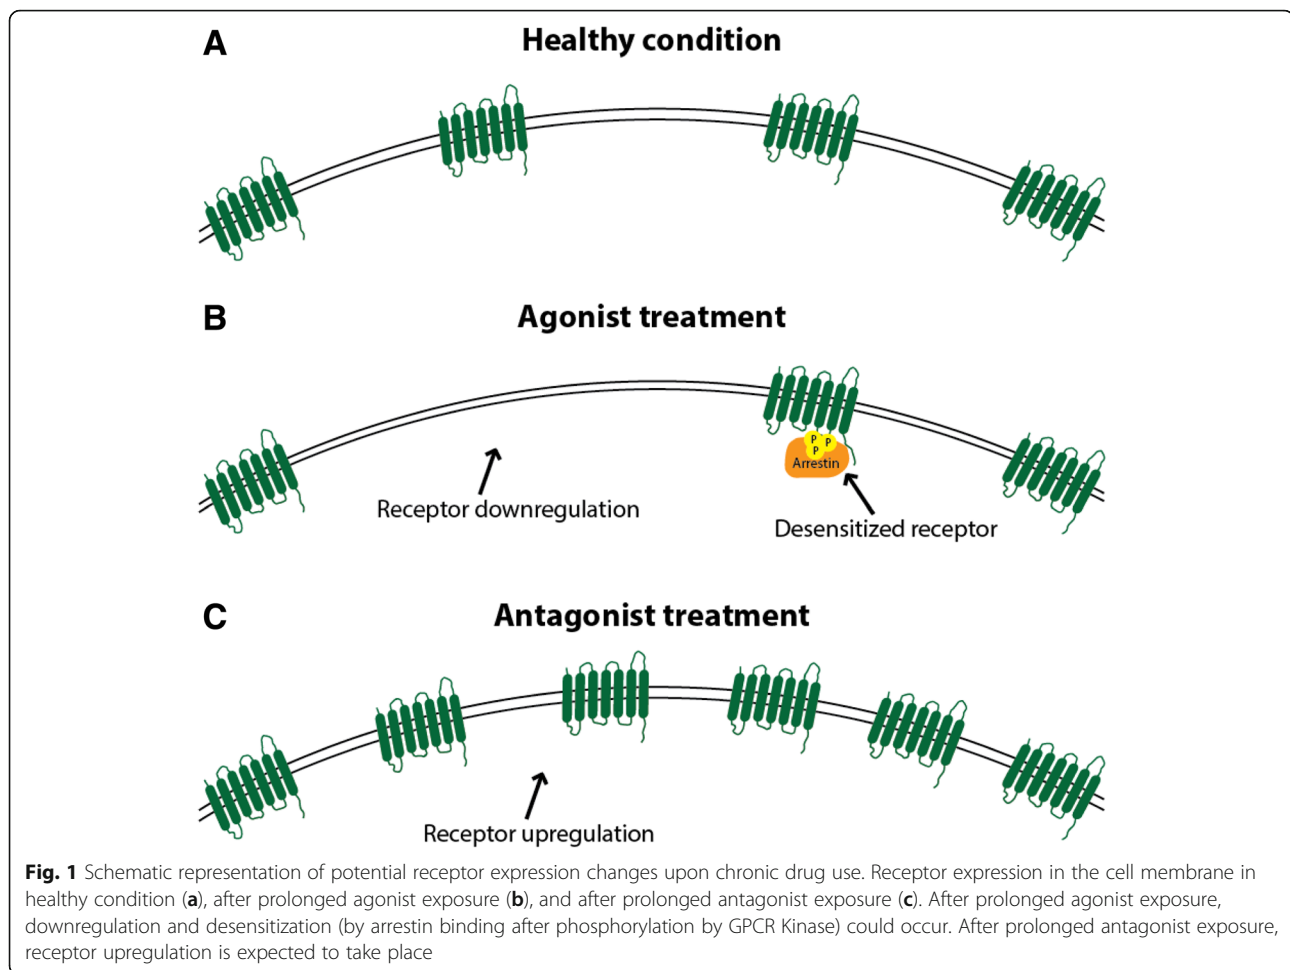 A
Healthy condition
B
Agonist treatment
Receptor downregulation
P
P
P
Arrestin
Desensitized receptor
C
Antagonist treatment
Receptor upregulation
Fig. 1 Schematic representation of potential receptor expression changes upon chronic drug use. Receptor expression in the cell membrane in
healthy condition (a), after prolonged agonist exposure (b), and after prolonged antagonist exposure (c). After prolonged agonist exposure,
downregulation and desensitization (by arrestin binding after phosphorylation by GPCR Kinase) could occur. After prolonged antagonist exposure,
receptor upregulation is expected to take place